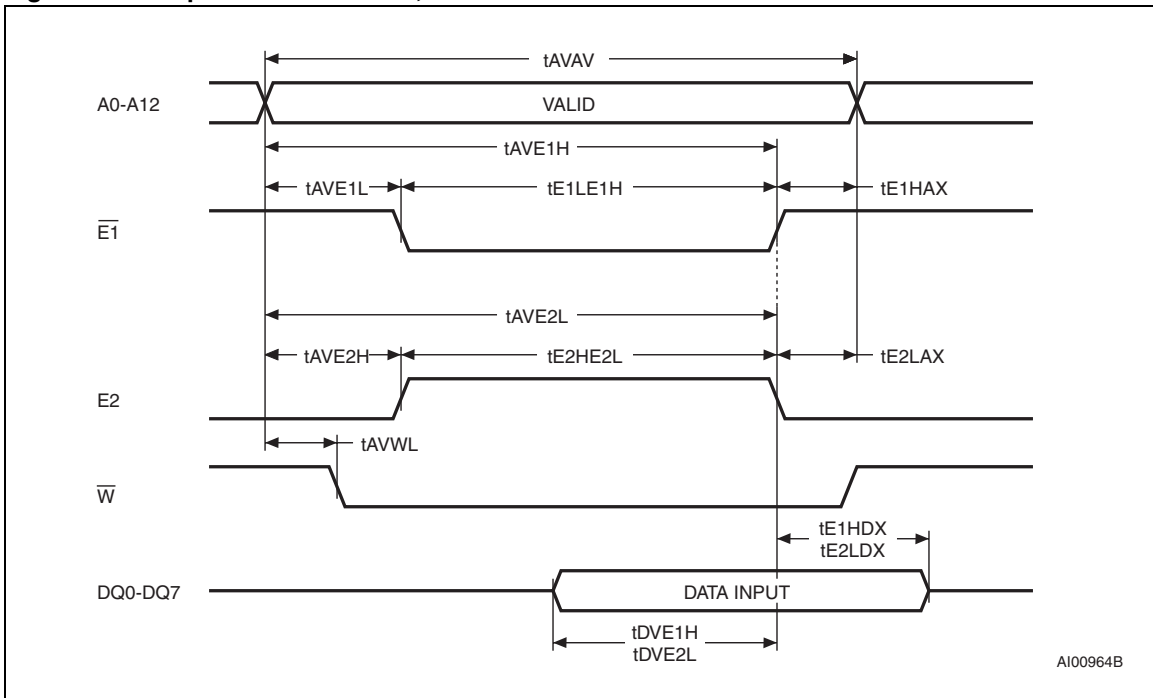 tAVAV
A0-A12
VALID
tAVE1H
tAVE1L
tE1LE1H
tE1HAX
E1
tAVE2L
tAVE2H
tE2HE2L
tE2LAX
E2
tAVWL
W
tE1HDX
tE2LDX
DQ0-DQ7
DATA INPUT
tDVE1H
tDVE2L
AI00964B